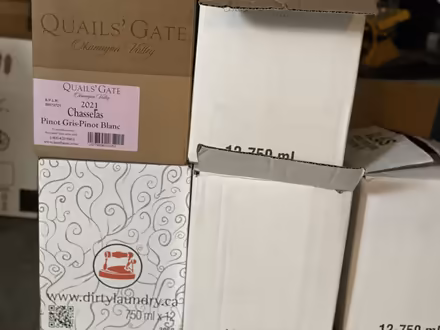 QUAILS' GATE
Okanagan Valley
QUAILS' GATE
Okanagan Valley
2021
Chasselas
Pinot Gris-Pinot Blanc
12-750 ml
www.dirtylaundry.ca
750 ml x 12
12-750 ml